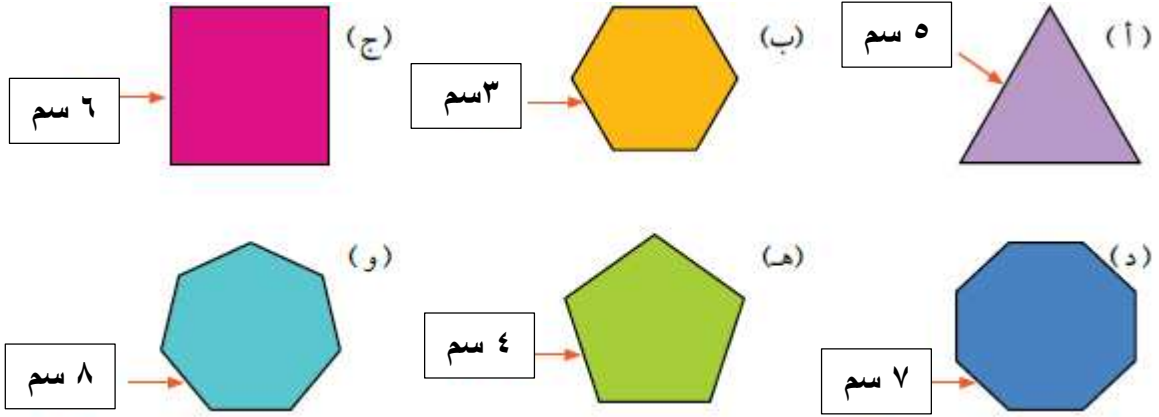 (أ)
٥ سم
(ب)
٣سم
(ج)
٦ سم
(د)
٧ سم
(هـ)
٤ سم
(و)
٨ سم